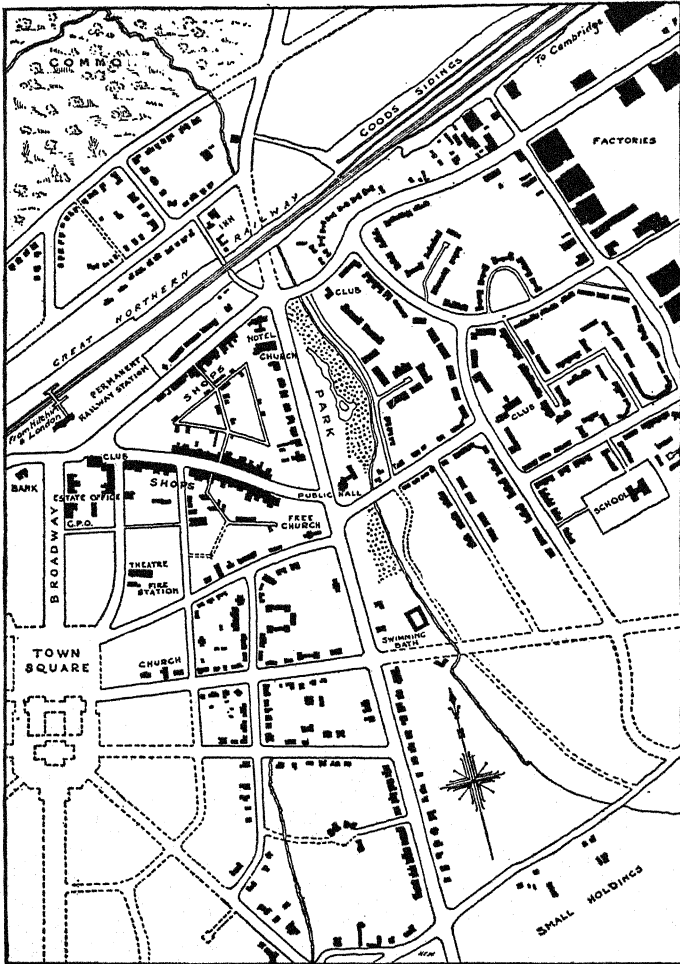 COMMO
To Cambridge
GOODS SIDINGS
FACTORIES
INN
GREAT NORTHERN RAILWAY
CLUB
HOTEL
CHURCH
PERMANENT
RAILWAY STATION
SHOPS
PARK
From Hitchin
& London
CLUB
CLUB
BANK
ESTATE OFFICE
SHOPS
PUBLIC HALL
SCHOOL
G.P.O.
FREE
CHURCH
BROADWAY
THEATRE
FIRE
STATION
SWIMMING
BATH
TOWN
SQUARE
CHURCH
SMALL HOLDINGS